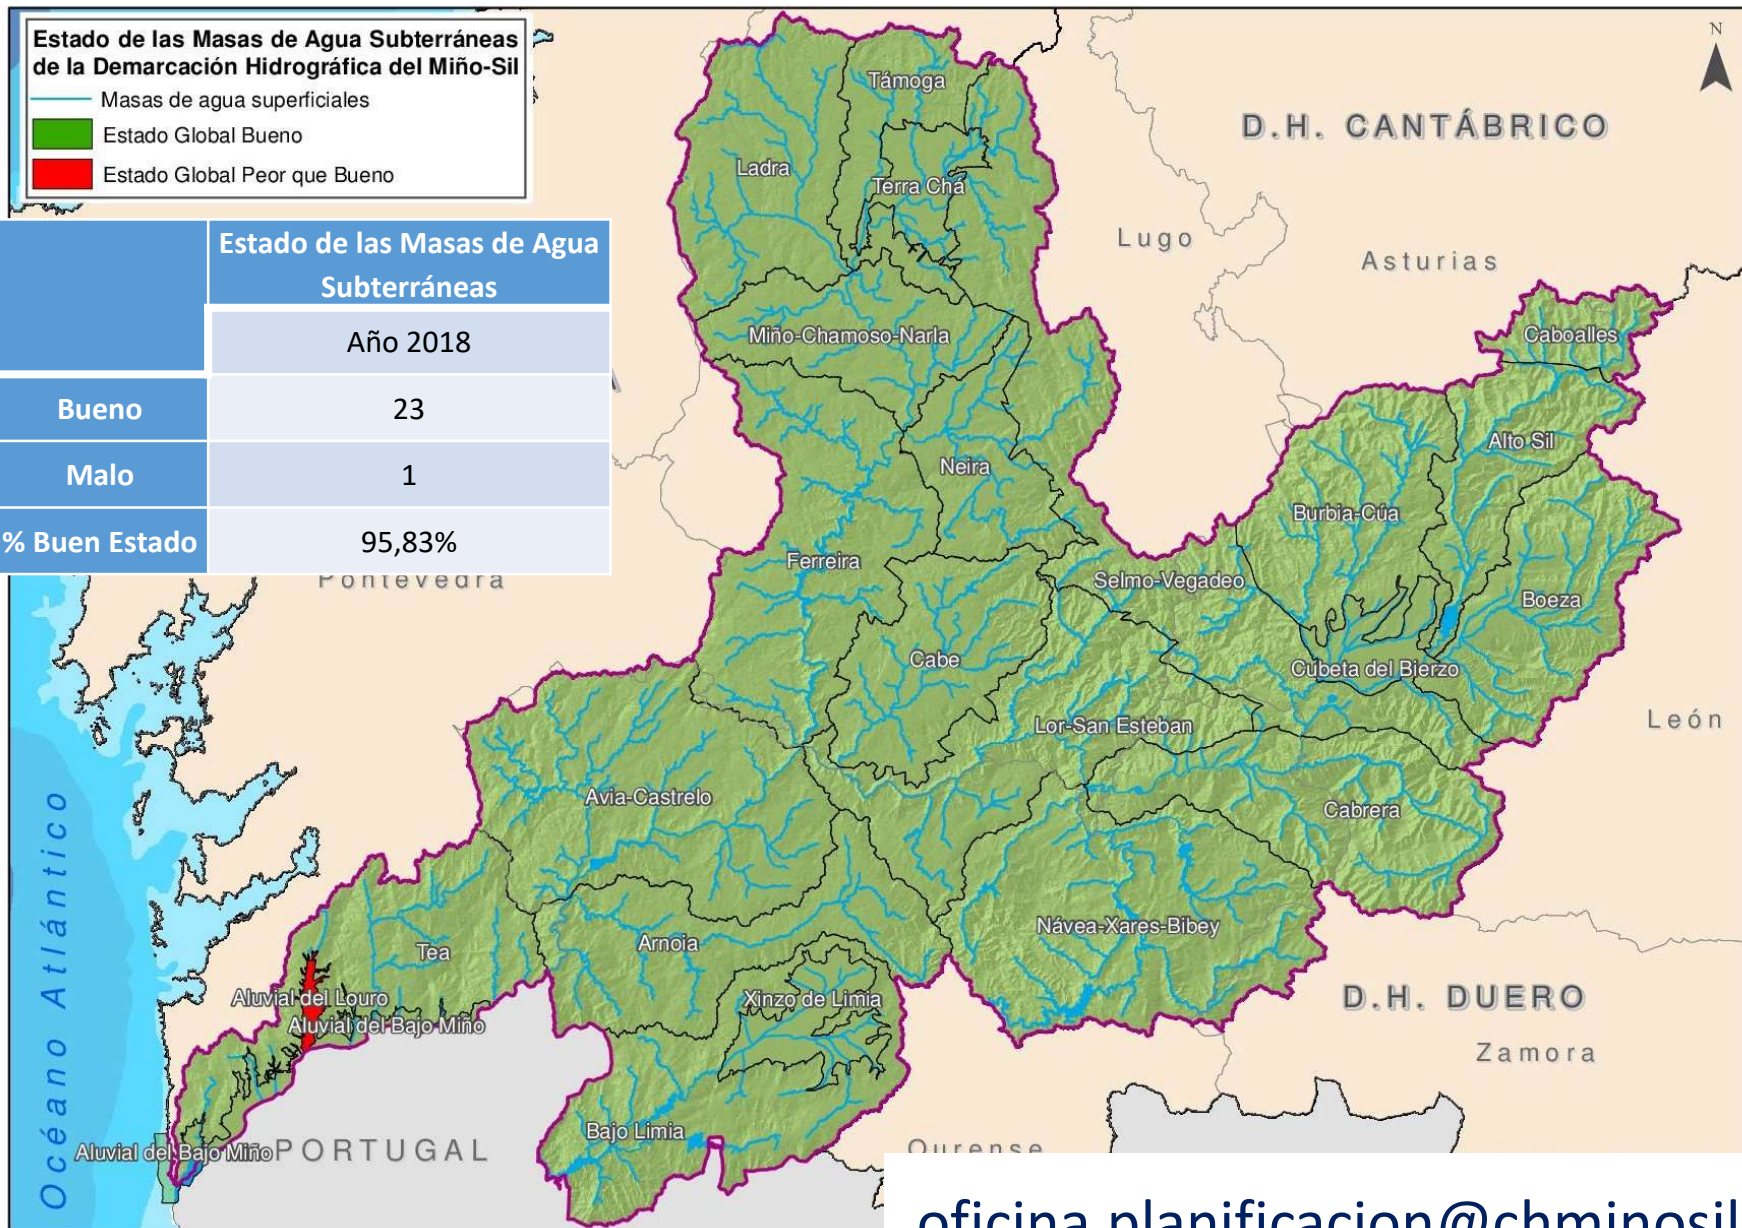 Estado de las Masas de Agua Subterráneas
de la Demarcación Hidrográfica del Miño-Sil
Masas de agua superficiales
Estado Global Bueno
Estado Global Peor que Bueno
Estado de las Masas de Agua
Subterráneas
Año 2018
Bueno 23
Malo 1
% Buen Estado 95,83%
N
D.H. CANTÁBRICO
Lugo
Asturias
Támoga
Ladra
Terra Chá
Miño-Chamoso-Narla
Caboalles
Alto Sil
Neira
Burbia-Cúa
Ferreira
Selmo-Vegadeo
Boeza
Pontevedra
Cabe
Cubeta del Bierzo
Lor-San Esteban
León
Avia-Castrelo
Cabrera
Océano Atlántico
Návea-Xares-Bibey
Arnoia
Tea
Xinzo de Limia
D.H. DUERO
Aluvial del Louro
Aluvial del Bajo Miño
Zamora
Bajo Limia
Aluvial del Bajo Miño
PORTUGAL
Ourense
oficina.planificacion@chminosil